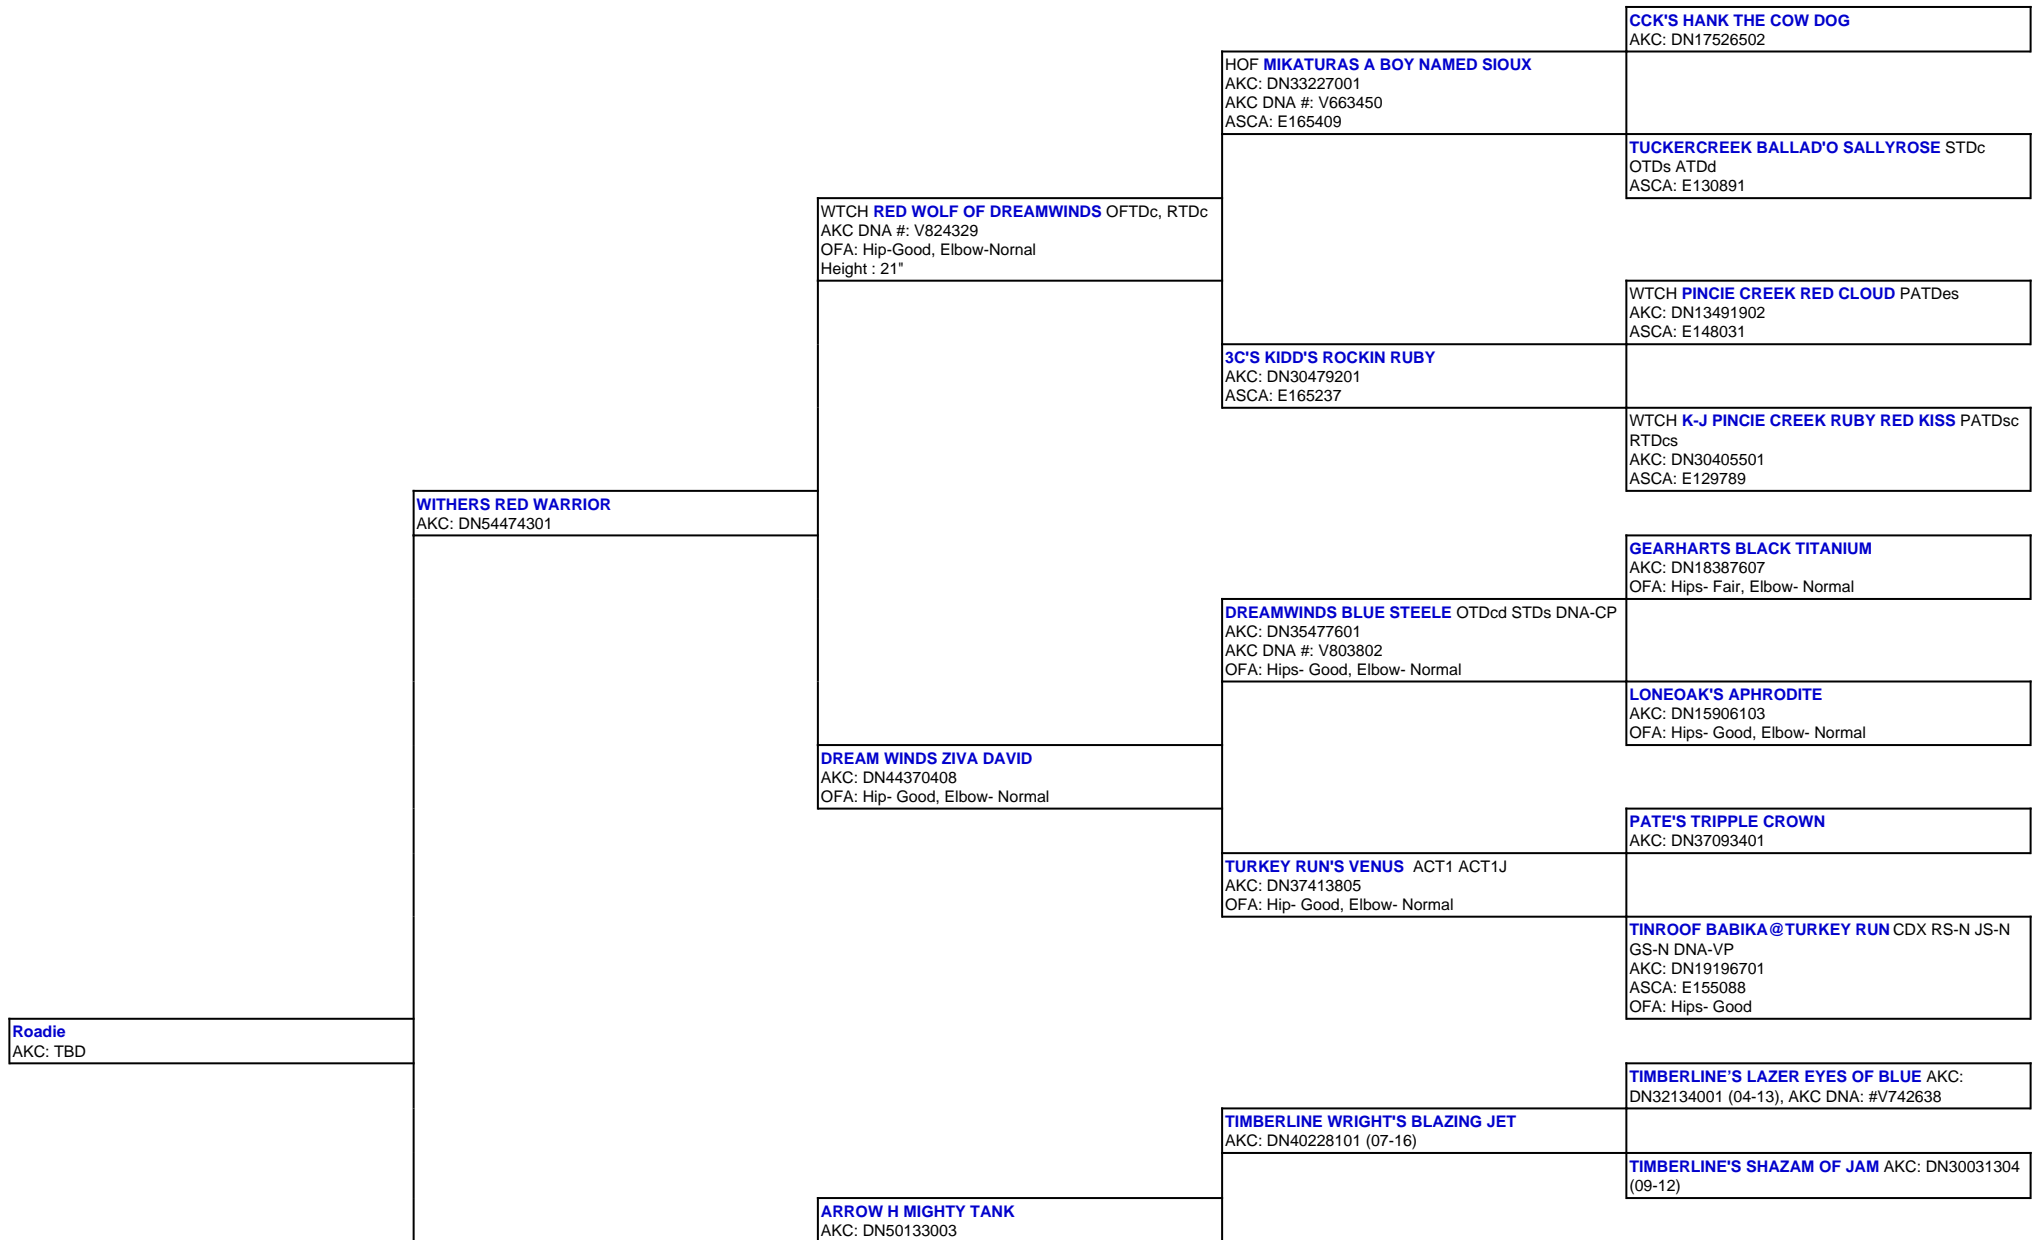 CCK'S HANK THE COW DOG
AKC: DN17526502
HOF MIKATURAS A BOY NAMED SIOUX
AKC: DN33227001
AKC DNA #: V663450
ASCA: E165409
TUCKERCREEK BALLAD'O SALLYROSE STDc
OTDs ATDd
ASCA: E130891
WTCH RED WOLF OF DREAMWINDS OFTDc, RTDc
AKC DNA #: V824329
OFA: Hip-Good, Elbow-Nornal
Height : 21"
WTCH PINCIE CREEK RED CLOUD PATDes
AKC: DN13491902
ASCA: E148031
3C'S KIDD'S ROCKIN RUBY
AKC: DN30479201
ASCA: E165237
WTCH K-J PINCIE CREEK RUBY RED KISS PATDsc
RTDcs
AKC: DN30405501
ASCA: E129789
WITHERS RED WARRIOR
AKC: DN54474301
GEARHARTS BLACK TITANIUM
AKC: DN18387607
OFA: Hips- Fair, Elbow- Normal
DREAMWINDS BLUE STEELE OTDcd STDs DNA-CP
AKC: DN35477601
AKC DNA #: V803802
OFA: Hips- Good, Elbow- Normal
LONEOAK'S APHRODITE
AKC: DN15906103
OFA: Hips- Good, Elbow- Normal
DREAM WINDS ZIVA DAVID
AKC: DN44370408
OFA: Hip- Good, Elbow- Normal
PATE'S TRIPPLE CROWN
AKC: DN37093401
TURKEY RUN'S VENUS ACT1 ACT1J
AKC: DN37413805
OFA: Hip- Good, Elbow- Normal
TINROOF BABIKA@TURKEY RUN CDX RS-N JS-N
GS-N DNA-VP
AKC: DN19196701
ASCA: E155088
OFA: Hips- Good
Roadie
AKC: TBD
TIMBERLINE’S LAZER EYES OF BLUE AKC:
DN32134001 (04-13), AKC DNA: #V742638
TIMBERLINE WRIGHT'S BLAZING JET
AKC: DN40228101 (07-16)
TIMBERLINE'S SHAZAM OF JAM AKC: DN30031304
(09-12)
ARROW H MIGHTY TANK
AKC: DN50133003